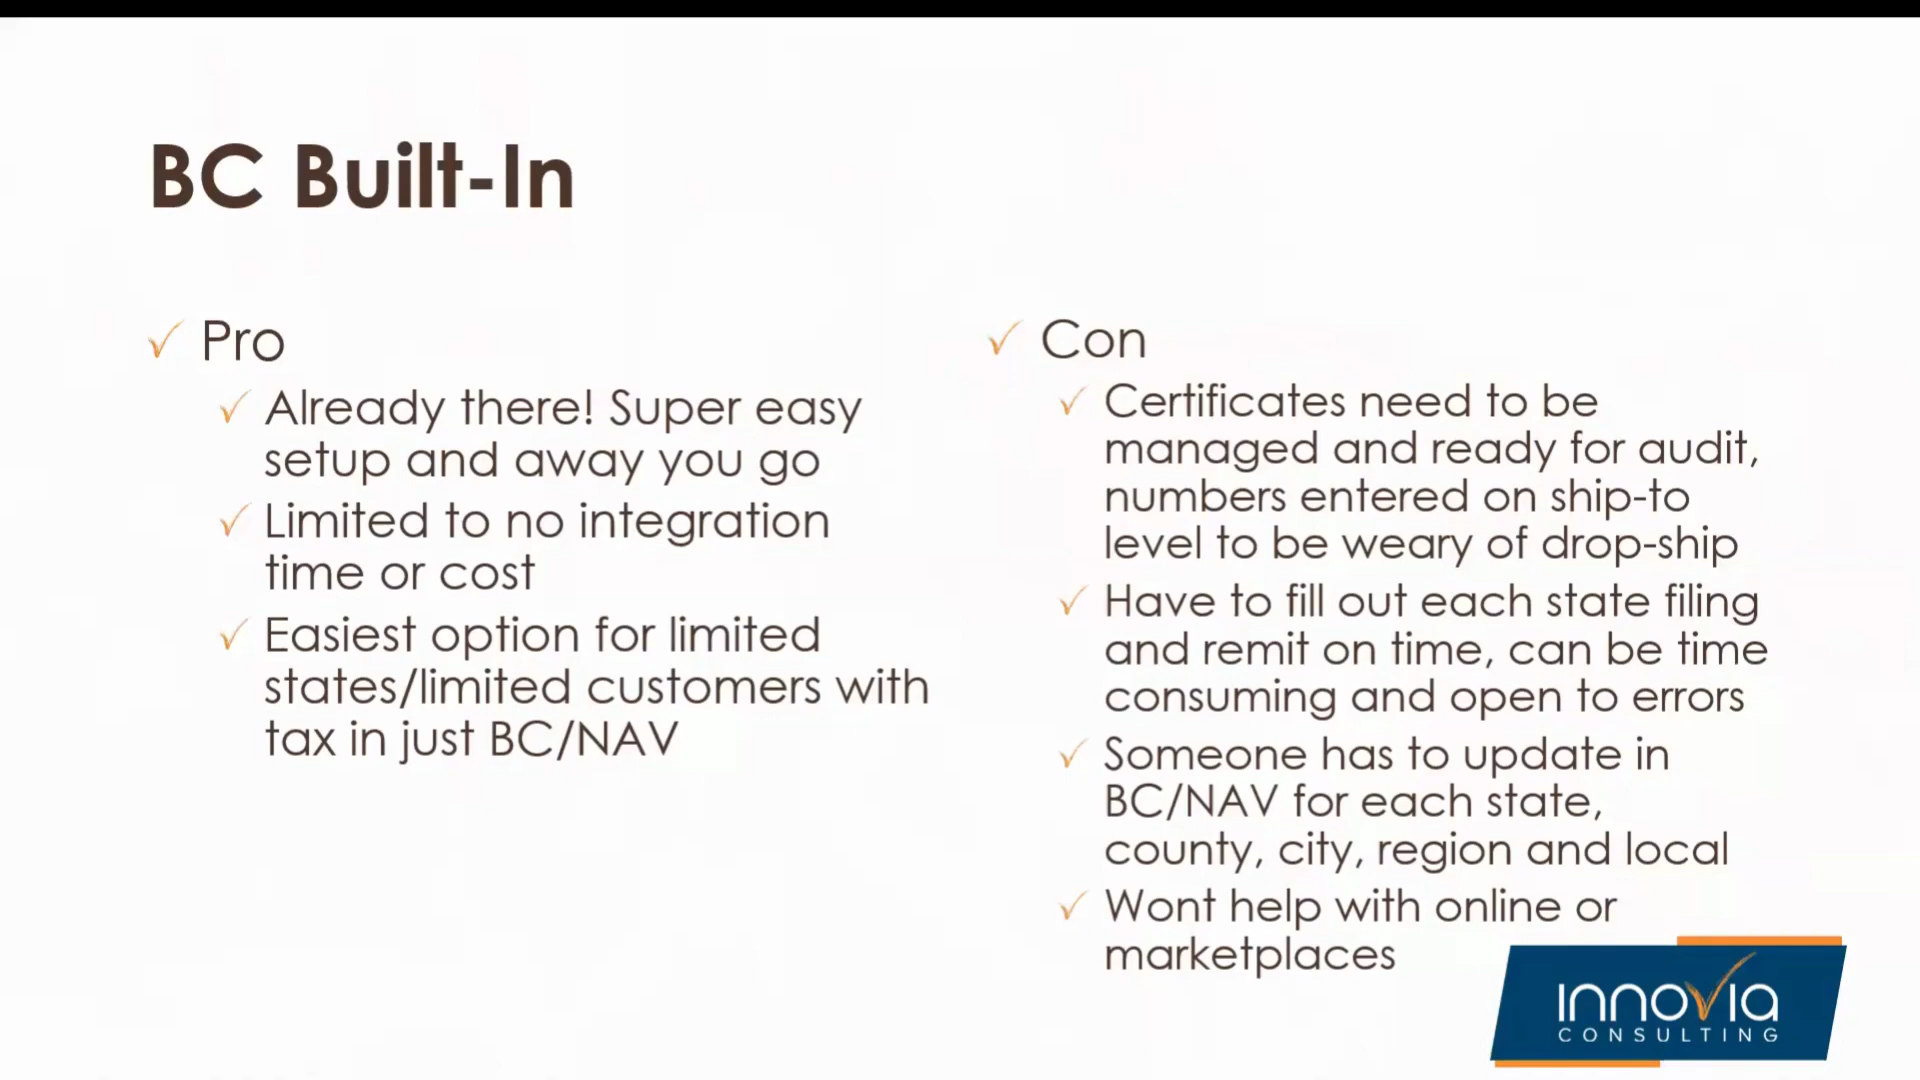 BC Built-In
Pro
Already there! Super easy
setup and away you go
Limited to no integration
time or cost
Easiest option for limited
states/limited customers with
tax in just BC/NAV
Con
Certificates need to be
managed and ready for audit,
numbers entered on ship-to
level to be weary of drop-ship
Have to fill out each state filing
and remit on time, can be time
consuming and open to errors
Someone has to update in
BC/NAV for each state,
county, city, region and local
Wont help with online or
marketplaces
innovia
CONSULTING